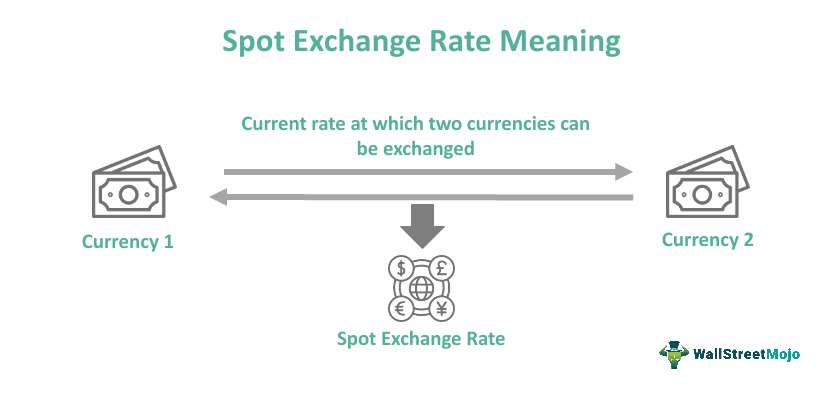 Spot Exchange Rate Meaning
Current rate at which two currencies can
be exchanged
Currency 1
Currency 2
$ £
€ ¥
Spot Exchange Rate
WallStreetMojo